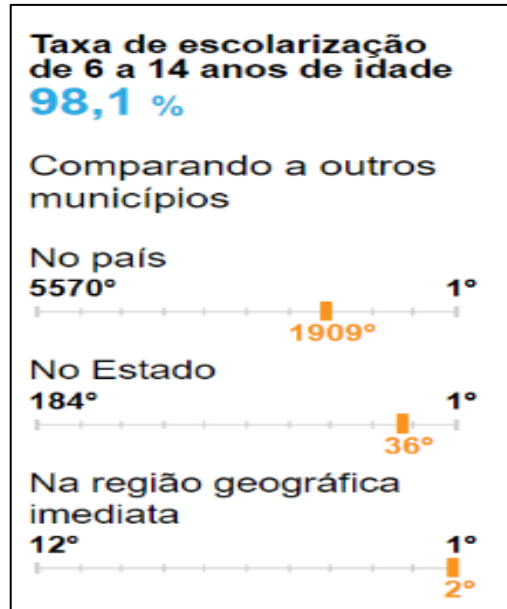 Taxa de escolarização
de 6 a 14 anos de idade
98,1 %
Comparando a outros
municípios
No país
5570° 1°
1909°
No Estado
184° 1°
36°
Na região geográfica
imediata
12° 1°
2°